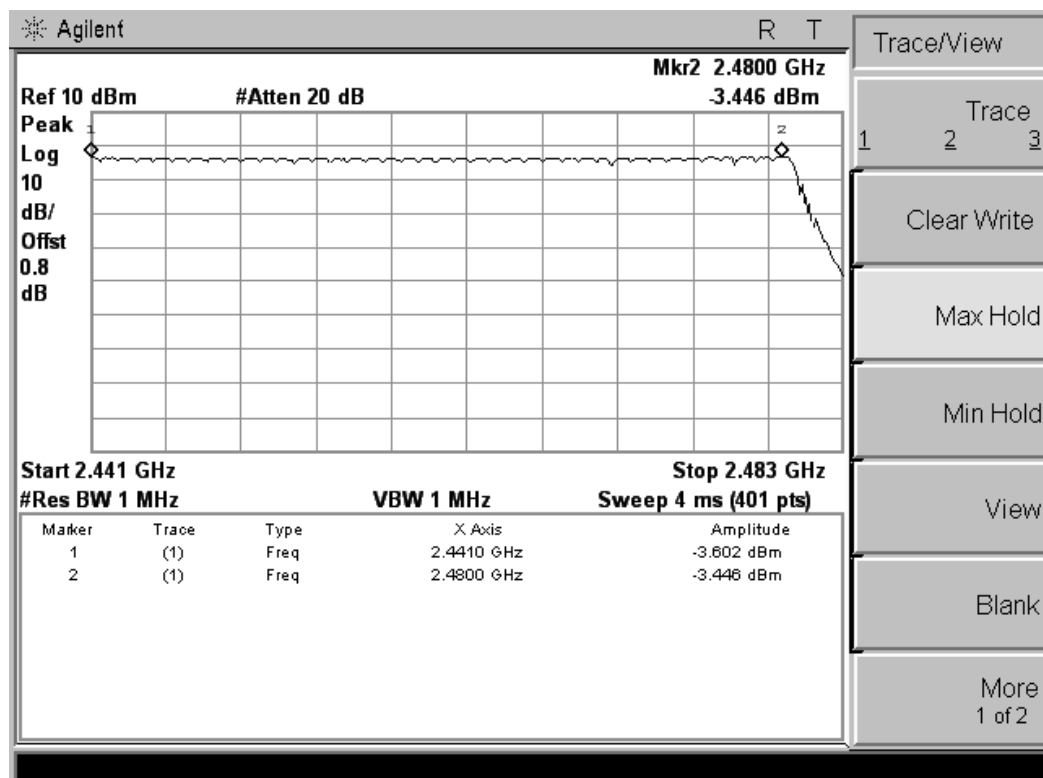 Agilent R T
Mkr2 2.4800 GHz
Ref 10 dBm #Atten 20 dB -3.446 dBm
Peak
Log
10
dB/
Offst
0.8
dB
1
2
Start 2.441 GHz Stop 2.483 GHz
#Res BW 1 MHz VBW 1 MHz Sweep 4 ms (401 pts)
Marker Trace Type X Axis Amplitude
1 (1) Freq 2.4410 GHz -3.602 dBm
2 (1) Freq 2.4800 GHz -3.446 dBm
Trace/View
Trace
1 2 3
Clear Write
Max Hold
Min Hold
View
Blank
More
1 of 2